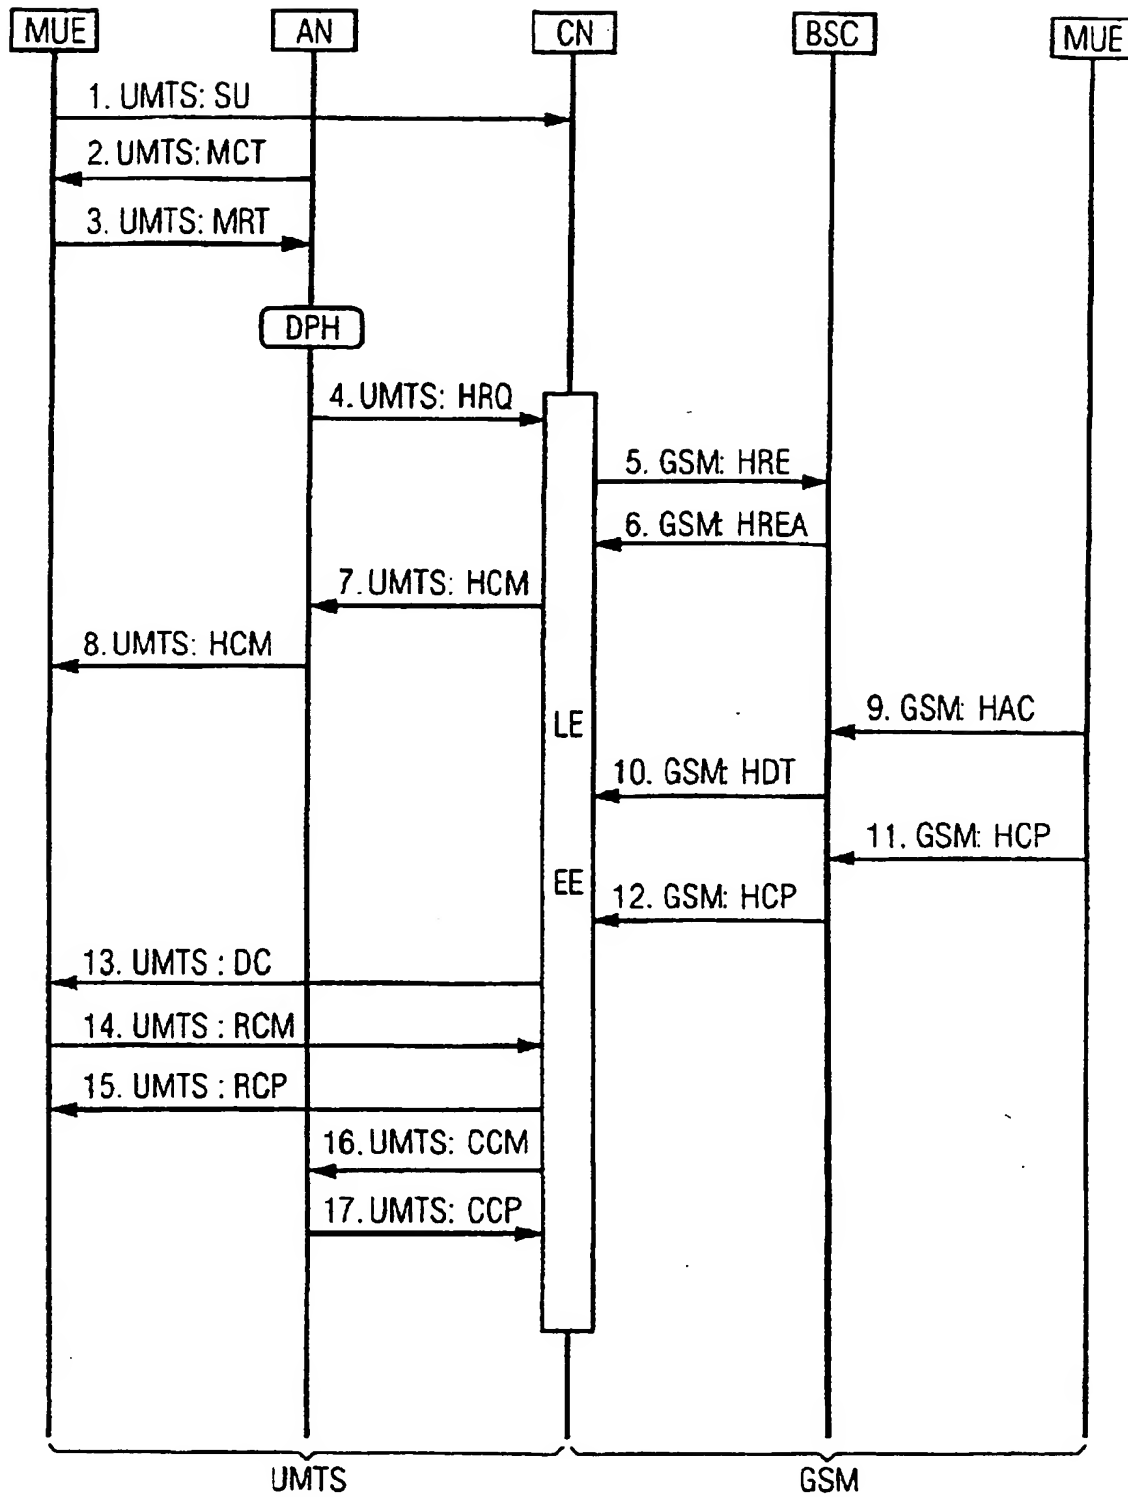 MUE AN CN BSC MUE
1. UMTS: SU
2. UMTS: MCT
3. UMTS: MRT
DPH
4. UMTS: HRQ
5. GSM: HRE
6. GSM: HREA
7. UMTS: HCM
8. UMTS: HCM
9. GSM: HAC
LE
10. GSM: HDT
11. GSM: HCP
EE
12. GSM: HCP
13. UMTS : DC
14. UMTS : RCM
15. UMTS : RCP
16. UMTS: CCM
17. UMTS: CCP
UMTS GSM